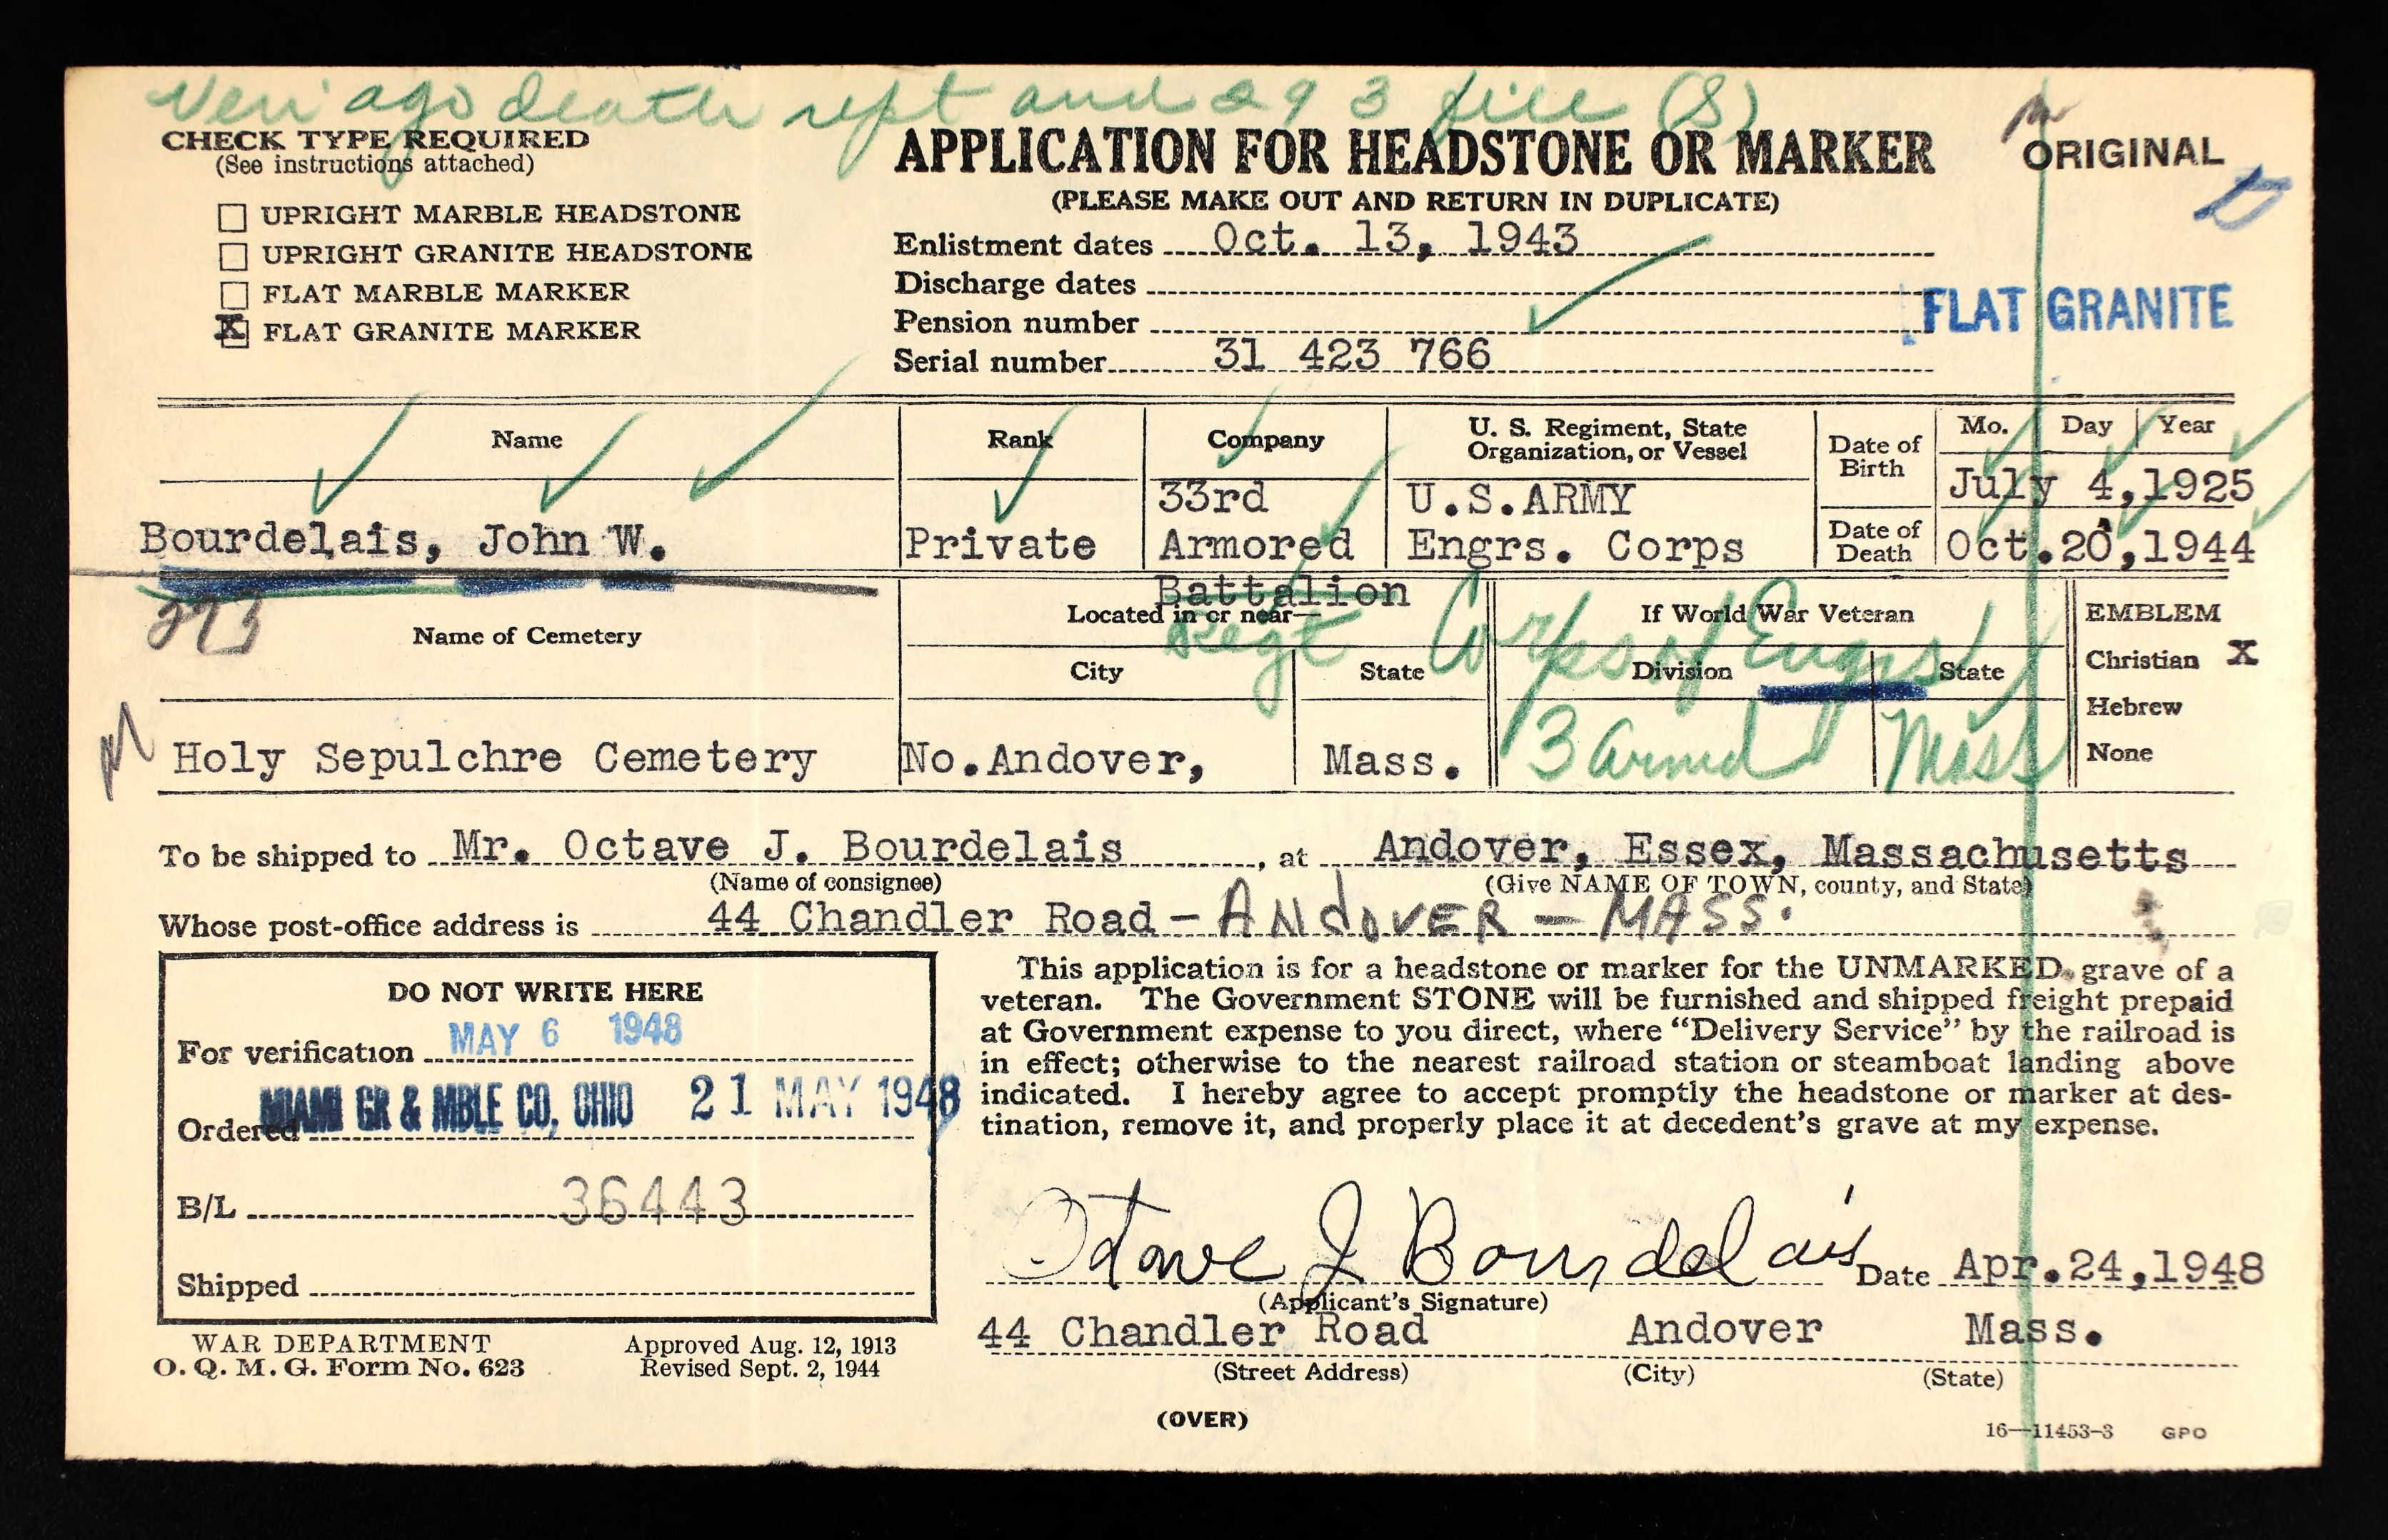 Veri ago death rept and 293 file (S)
CHECK TYPE REQUIRED
(See instructions attached)
UPRIGHT MARBLE HEADSTONE
UPRIGHT GRANITE HEADSTONE
FLAT MARBLE MARKER
X FLAT GRANITE MARKER
APPLICATION FOR HEADSTONE OR MARKER
(PLEASE MAKE OUT AND RETURN IN DUPLICATE)
ORIGINAL
Enlistment dates Oct. 13, 1943
Discharge dates
Pension number
Serial number 31 423 766
FLAT GRANITE
Name
Rank
Company
U. S. Regiment, State
Organization, or Vessel
Date of
Birth
Mo. Day Year
July 4, 1925
Bourdelais, John W.
Private
33rd
Armored
Battalion
U.S.ARMY
Engrs. Corps
Date of
Death
Oct.20,1944
293
Name of Cemetery
Located in or near—
Regt Corps of Engrs
City
State
If World War Veteran
Division
State
EMBLEM
Christian X
Hebrew
None
Holy Sepulchre Cemetery
No.Andover,
Mass.
3 Armd
Mass
To be shipped to Mr. Octave J. Bourdelais, at Andover, Essex, Massachusetts
(Name of consignee) (Give NAME OF TOWN, county, and State)
Whose post-office address is 44 Chandler Road - ANdOVER - MASS.
DO NOT WRITE HERE
For verification MAY 6 1948
Ordered MIAMI GR & MBLE CO, OHIO 21 MAY 1948
B/L 36443
Shipped
WAR DEPARTMENT
O. Q. M. G. Form No. 623
Approved Aug. 12, 1913
Revised Sept. 2, 1944
This application is for a headstone or marker for the UNMARKED grave of a
veteran. The Government STONE will be furnished and shipped freight prepaid
at Government expense to you direct, where “Delivery Service” by the railroad is
in effect; otherwise to the nearest railroad station or steamboat landing above
indicated. I hereby agree to accept promptly the headstone or marker at des-
tination, remove it, and properly place it at decedent's grave at my expense.
Octave J Bourdelais Date Apr.24,1948
(Applicant's Signature)
44 Chandler Road Andover Mass.
(Street Address) (City) (State)
(OVER)
16—11453-3 GPO